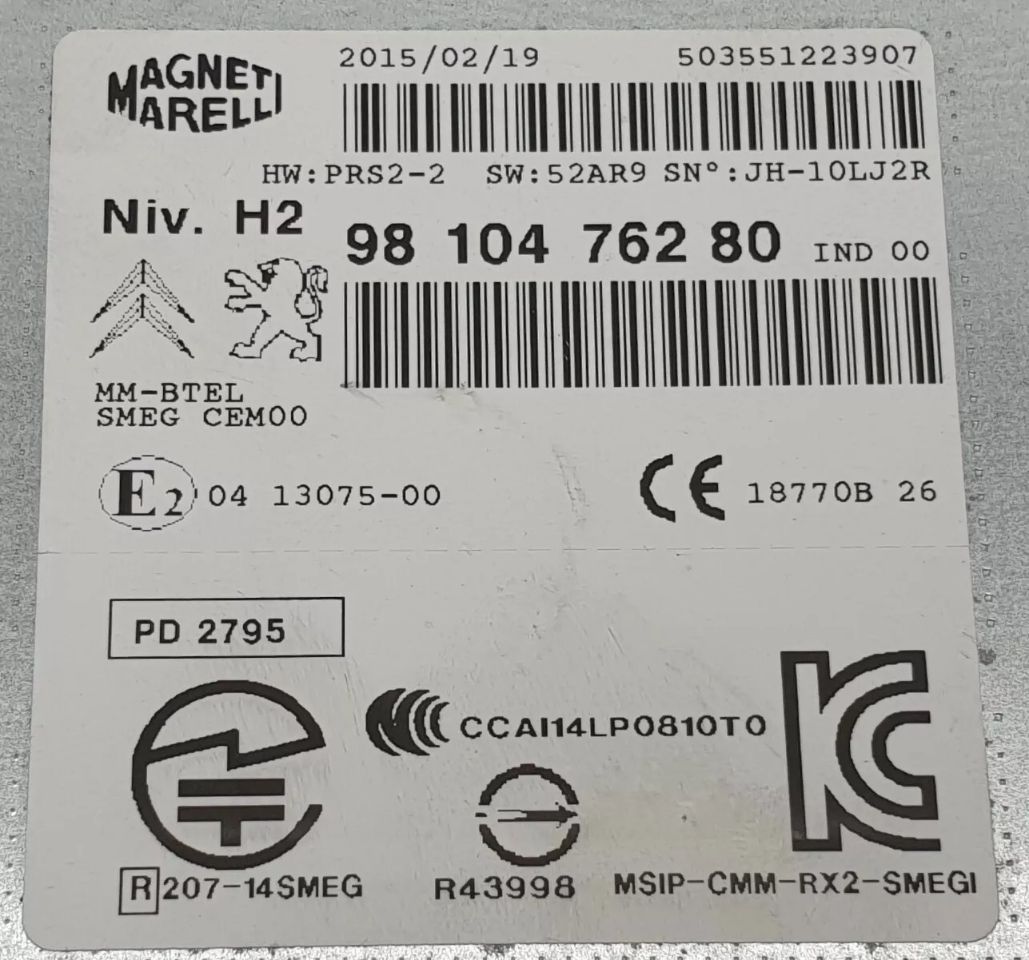 MAGNETI
MARELLI
2015/02/19 503551223907
HW:PRS2-2 SW:52AR9 SN°:JH-10LJ2R
Niv. H2
98 104 762 80 IND 00
MM-BTEL
SMEG CEM00
E2 04 13075-00
CE 18770B 26
PD 2795
CCAI14LP0810T0
R 207-14SMEG
R43998
MSIP-CMM-RX2-SMEGI